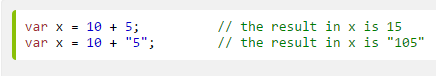 var x = 10 + 5;          // the result in x is 15
var x = 10 + "5";        // the result in x is "105"